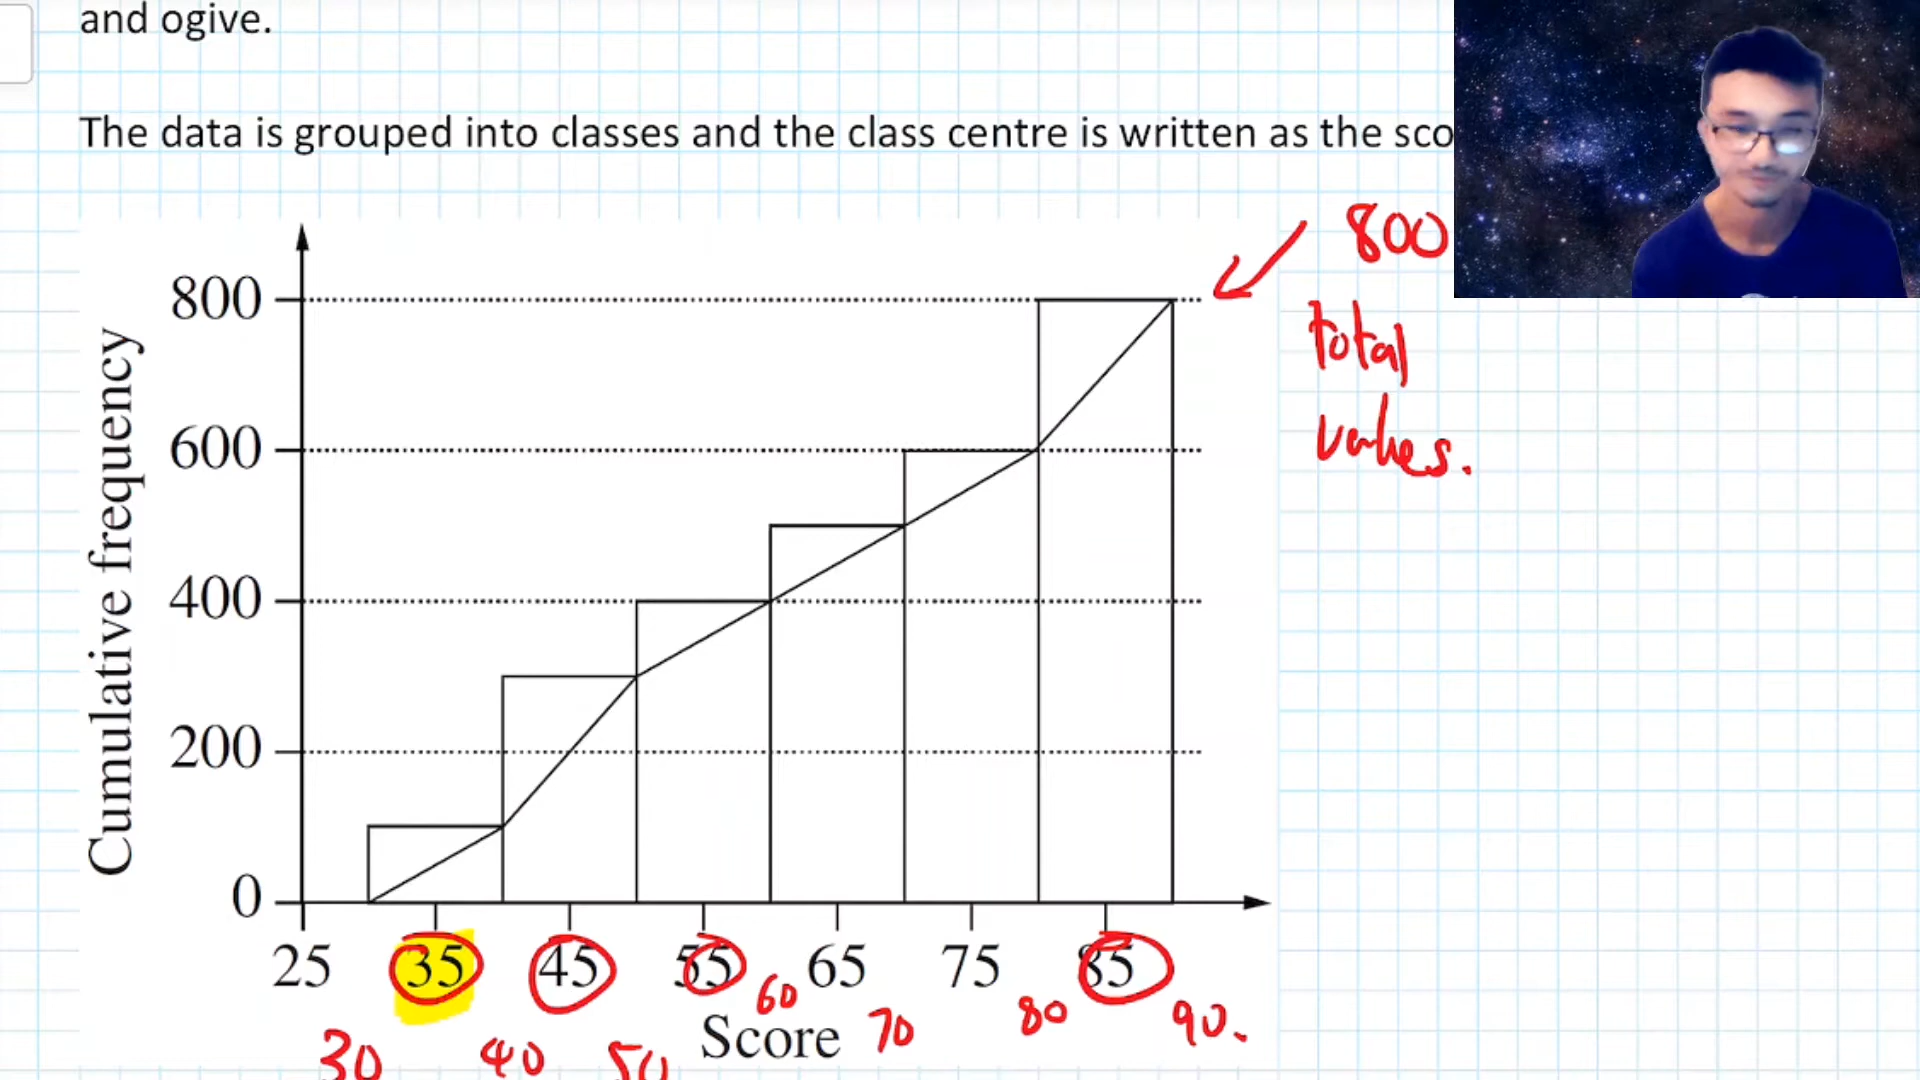 and ogive.
The data is grouped into classes and the class centre is written as the sco
800
total
values.
Cumulative frequency
800
600
400
200
0
25 35 45 55 65 75 85
60 70 80 90.
Score
30 40 50